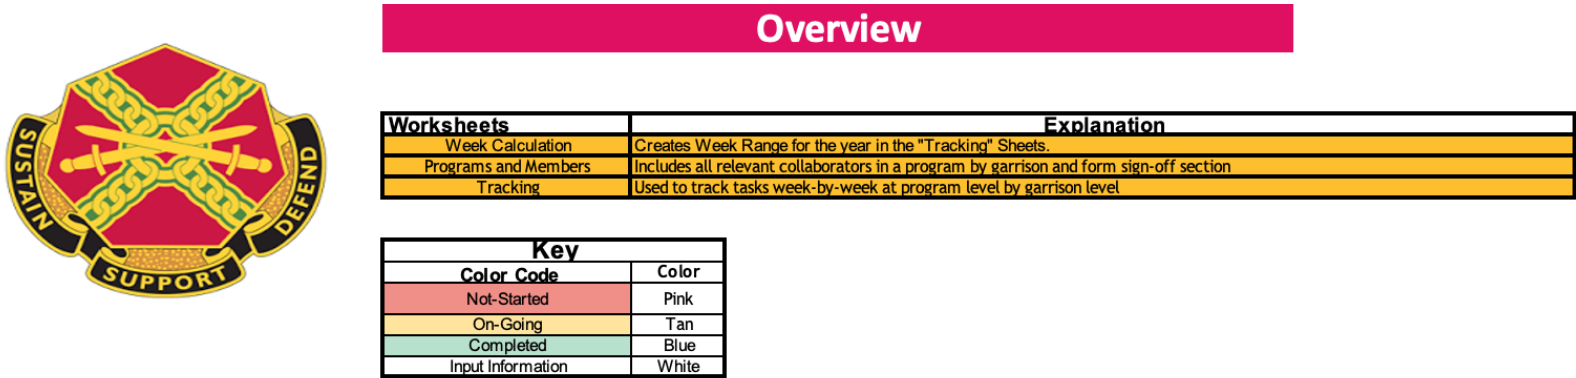 Overview
SUSTAIN
SUPPORT
DEFEND
Worksheets Explanation
Week Calculation Creates Week Range for the year in the "Tracking" Sheets.
Programs and Members Includes all relevant collaborators in a program by garrison and form sign-off section
Tracking Used to track tasks week-by-week at program level by garrison level
Key
Color Code Color
Not-Started Pink
On-Going Tan
Completed Blue
Input Information White